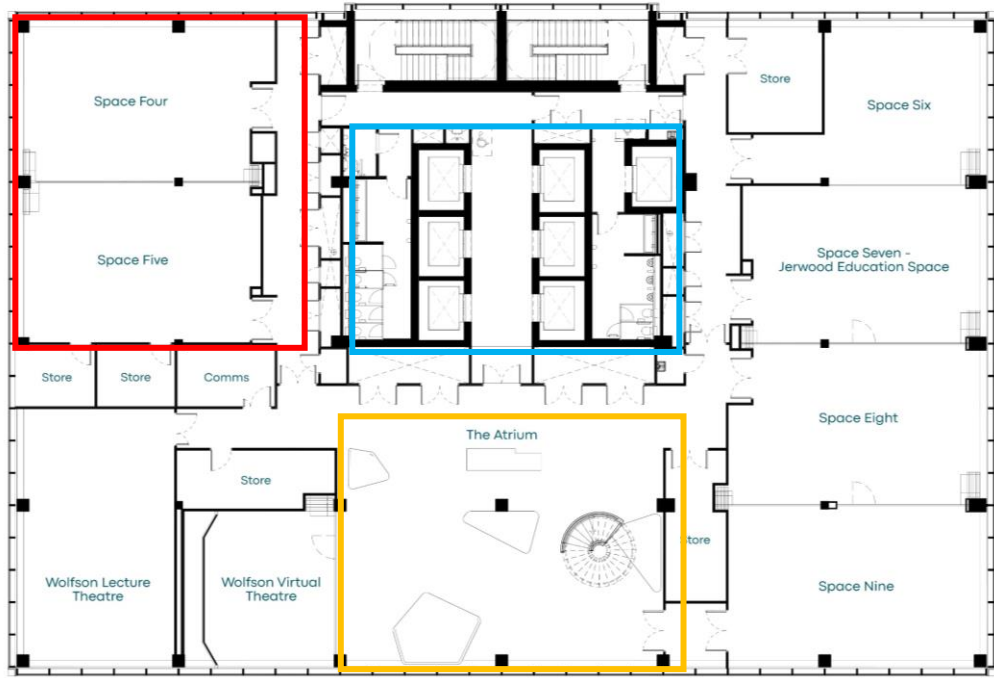 Space Four
Store
Space Six
Space Five
Space Seven -
Jerwood Education Space
Store
Store
Comms
Space Eight
The Atrium
Store
Store
Wolfson Lecture
Theatre
Wolfson Virtual
Theatre
Space Nine